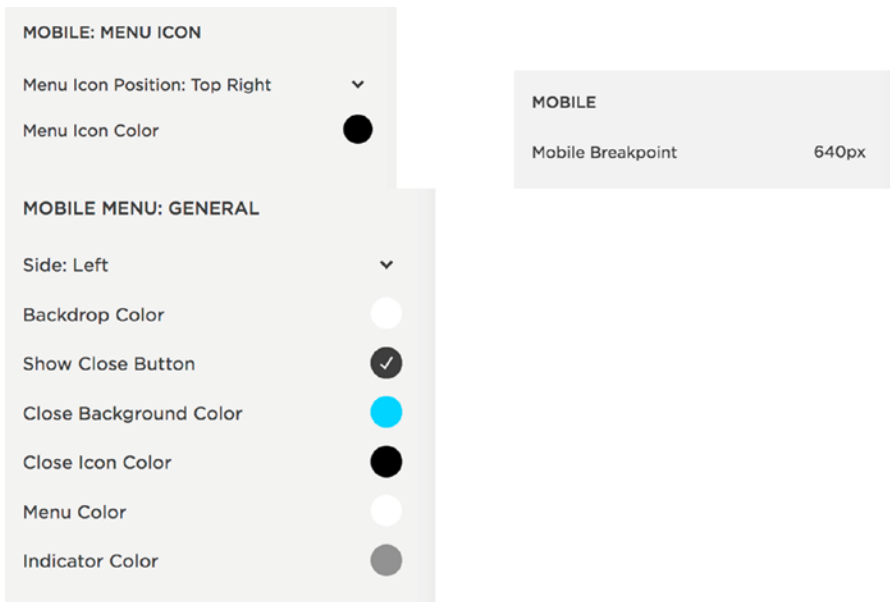 MOBILE: MENU ICON
Menu Icon Position: Top Right
Menu Icon Color
MOBILE
Mobile Breakpoint 640px
MOBILE MENU: GENERAL
Side: Left
Backdrop Color
Show Close Button
Close Background Color
Close Icon Color
Menu Color
Indicator Color